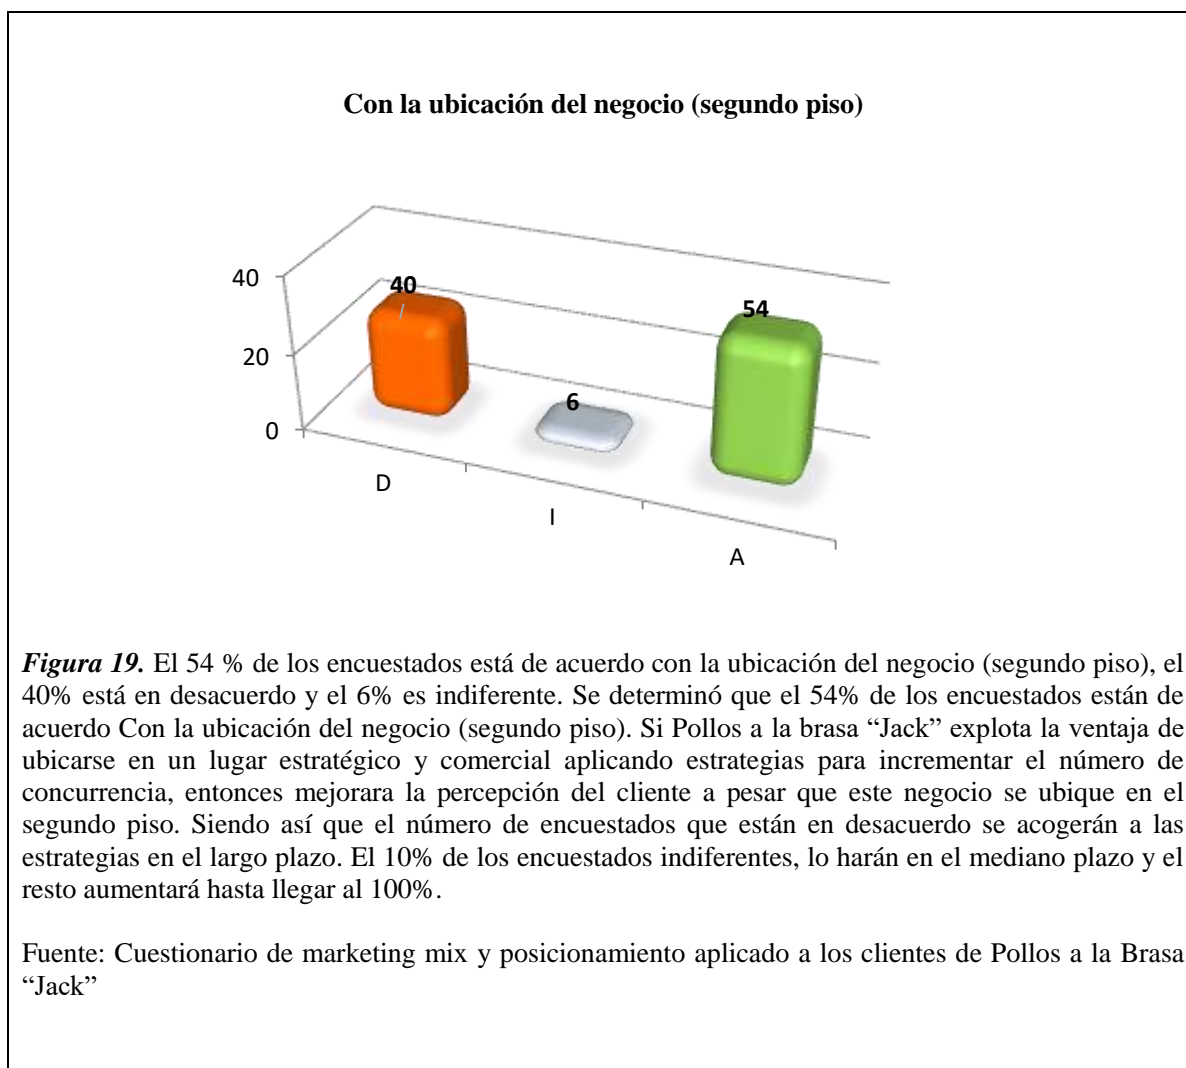 Con la ubicación del negocio (segundo piso)
40
20
0
40
6
54
D
I
A
Figura 19. El 54 % de los encuestados está de acuerdo con la ubicación del negocio (segundo piso), el
40% está en desacuerdo y el 6% es indiferente. Se determinó que el 54% de los encuestados están de
acuerdo Con la ubicación del negocio (segundo piso). Si Pollos a la brasa “Jack” explota la ventaja de
ubicarse en un lugar estratégico y comercial aplicando estrategias para incrementar el número de
concurrencia, entonces mejorara la percepción del cliente a pesar que este negocio se ubique en el
segundo piso. Siendo así que el número de encuestados que están en desacuerdo se acogerán a las
estrategias en el largo plazo. El 10% de los encuestados indiferentes, lo harán en el mediano plazo y el
resto aumentará hasta llegar al 100%.
Fuente: Cuestionario de marketing mix y posicionamiento aplicado a los clientes de Pollos a la Brasa
“Jack”